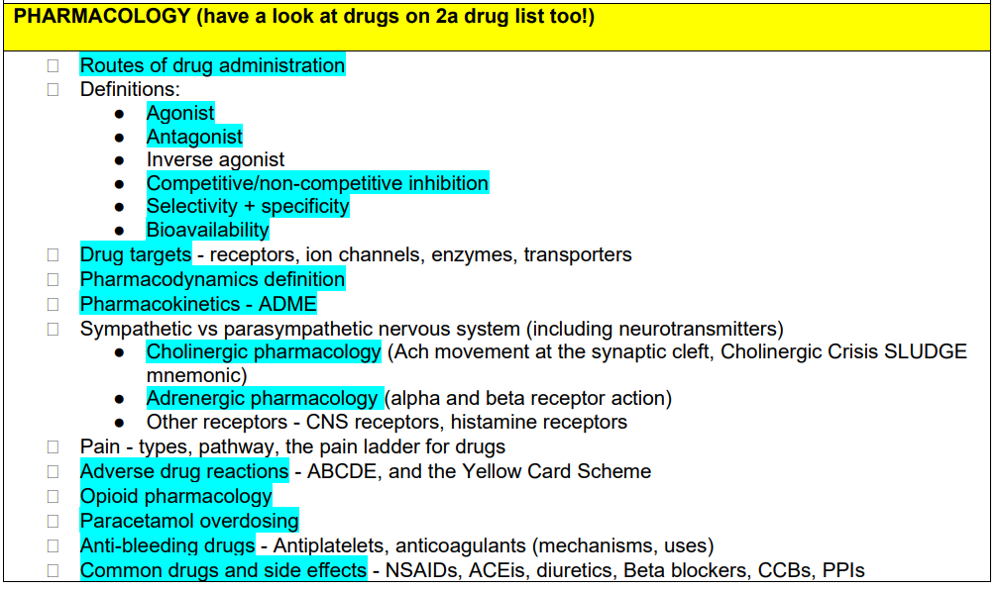 PHARMACOLOGY (have a look at drugs on 2a drug list too!)
Routes of drug administration
Definitions:
● Agonist
● Antagonist
● Inverse agonist
● Competitive/non-competitive inhibition
● Selectivity + specificity
● Bioavailability
Drug targets - receptors, ion channels, enzymes, transporters
Pharmacodynamics definition
Pharmacokinetics - ADME
Sympathetic vs parasympathetic nervous system (including neurotransmitters)
● Cholinergic pharmacology (Ach movement at the synaptic cleft, Cholinergic Crisis SLUDGE
mnemonic)
● Adrenergic pharmacology (alpha and beta receptor action)
● Other receptors - CNS receptors, histamine receptors
Pain - types, pathway, the pain ladder for drugs
Adverse drug reactions - ABCDE, and the Yellow Card Scheme
Opioid pharmacology
Paracetamol overdosing
Anti-bleeding drugs - Antiplatelets, anticoagulants (mechanisms, uses)
Common drugs and side effects - NSAIDs, ACEis, diuretics, Beta blockers, CCBs, PPIs